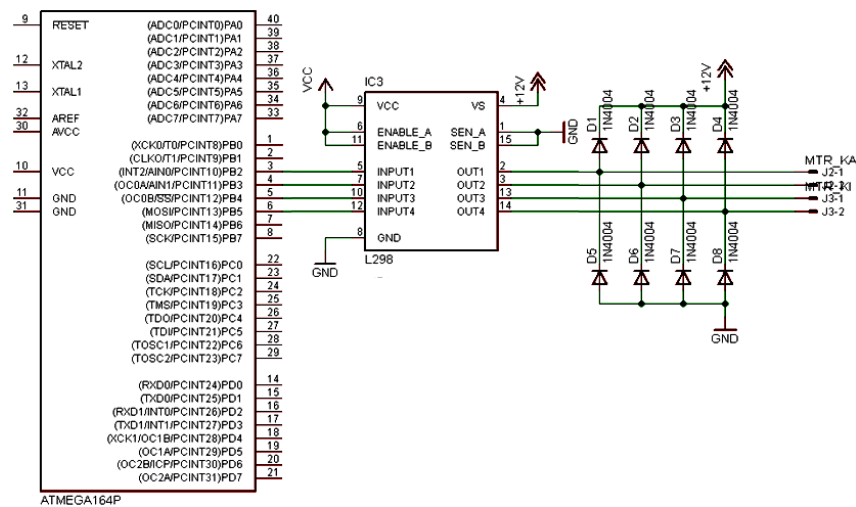 9 RESET
12 XTAL2
13 XTAL1
32 AREF
30 AVCC
10 VCC
11 GND
31 GND
(ADC0/PCINT0)PA0 40
(ADC1/PCINT1)PA1 39
(ADC2/PCINT2)PA2 38
(ADC3/PCINT3)PA3 37
(ADC4/PCINT4)PA4 36
(ADC5/PCINT5)PA5 35
(ADC6/PCINT6)PA6 34
(ADC7/PCINT7)PA7 33
(XCK0/T0/PCINT8)PB0 1
(CLKO/T1/PCINT9)PB1 2
(INT2/AIN0/PCINT10)PB2 3
(OC0A/AIN1/PCINT11)PB3 4
(OC0B/SS/PCINT12)PB4 5
(MOSI/PCINT13)PB5 6
(MISO/PCINT14)PB6 7
(SCK/PCINT15)PB7 8
(SCL/PCINT16)PC0 22
(SDA/PCINT17)PC1 23
(TCK/PCINT18)PC2 24
(TMS/PCINT19)PC3 25
(TDO/PCINT20)PC4 26
(TDI/PCINT21)PC5 27
(TOSC1/PCINT22)PC6 28
(TOSC2/PCINT23)PC7 29
(RXD0/PCINT24)PD0 14
(TXD0/PCINT25)PD1 15
(RXD1/INT0/PCINT26)PD2 16
(TXD1/INT1/PCINT27)PD3 17
(XCK1/OC1B/PCINT28)PD4 18
(OC1A/PCINT29)PD5 19
(OC2B/ICP/PCINT30)PD6 20
(OC2A/PCINT31)PD7 21
ATMEGA164P
VCC
IC3
9 VCC
6 ENABLE_A
11 ENABLE_B
5 INPUT1
7 INPUT2
10 INPUT3
12 INPUT4
8 GND
GND
VS 4
SEN_A 1
SEN_B 15
OUT1 2
OUT2 3
OUT3 13
OUT4 14
L298
+12V
GND
+12V
D1 1N4004
D2 1N4004
D3 1N4004
D4 1N4004
MTR_KA
J2-1
J3-1
J3-2
D5 1N4004
D6 1N4004
D7 1N4004
D8 1N4004
GND